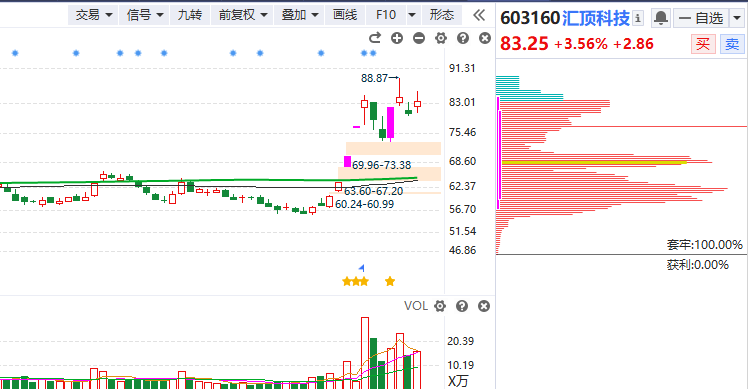 交易 信号 九转 前复权 叠加 画线 F10 形态
603160 汇顶科技 自选
83.25 +3.56% +2.86 买 卖
91.31
88.87
83.01
75.46
68.60
69.96-73.38
62.37
63.60-67.20
60.24-60.99
56.70
51.54
46.86
套牢:100.00%
获利:0.00%
VOL
20.39
10.19
X万